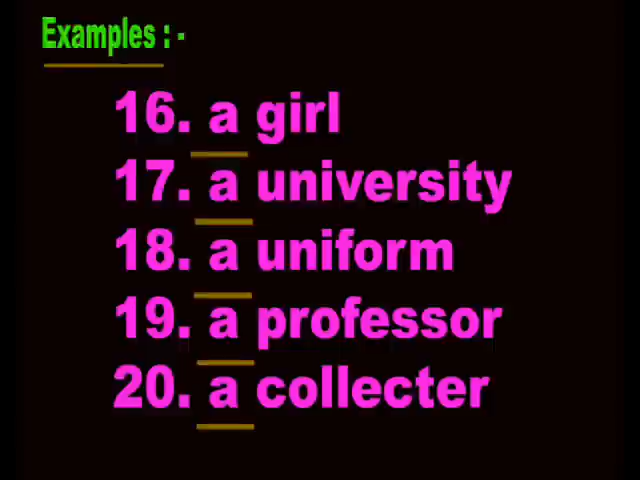 Examples : -
16. a girl
17. a university
18. a uniform
19. a professor
20. a collecter